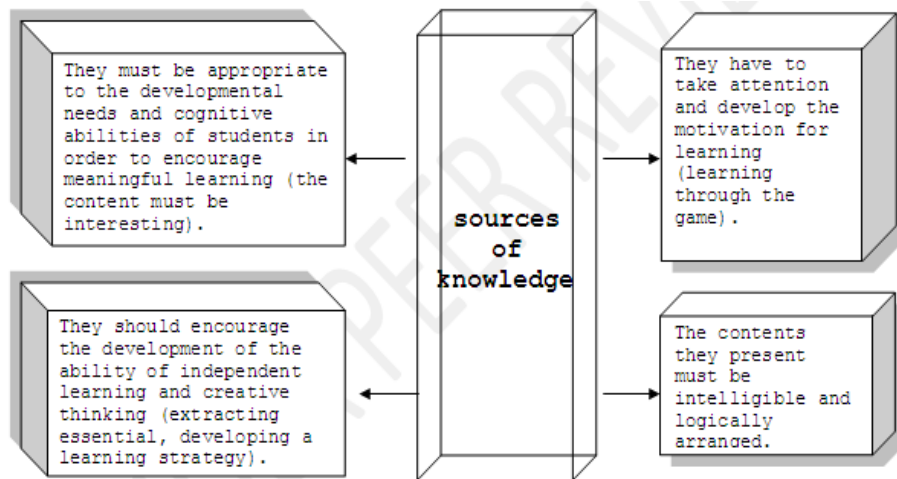 They must be appropriate
to the developmental
needs and cognitive
abilities of students in
order to encourage
meaningful learning (the
content must be
interesting).
They have to
take attention
and develop the
motivation for
learning
(learning
through the
game).
sources
of
knowledge
They should encourage
the development of the
ability of independent
learning and creative
thinking (extracting
essential, developing a
learning strategy).
The contents
they present
must be
intelligible and
logically
arranged.
PEER REVI